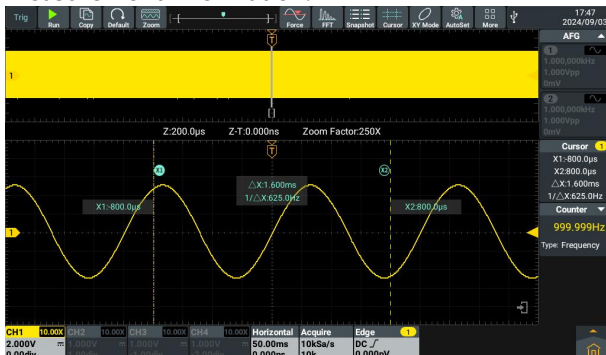 Trig Run Copy Default Zoom Force FFT Snapshot Cursor XY Mode AutoSet More 17:47
2024/09/03
T
AFG
1
1.000,000kHz
1.000Vpp
0mV
1
2
1.000,000kHz
1.000Vpp
0mV
Z:200.0μs Z-T:0.000ns Zoom Factor:250X
T
Cursor 1
X1:-800.0μs
X2:800.0μs
△X:1.600ms
1/△X:625.0Hz
X1 X2
△X:1.600ms
1/△X:625.0Hz
X1:-800.0μs X2:800.0μs
Counter
999.999Hz
Type: Frequency
1
CH1 10.00X CH2 10.00X CH3 10.00X CH4 10.00X Horizontal Acquire Edge 1
2.000V 1.000V 1.000V 1.000V 50.00ms 10kSa/s DC
0.00div 0.000ns 10k 0.000pV